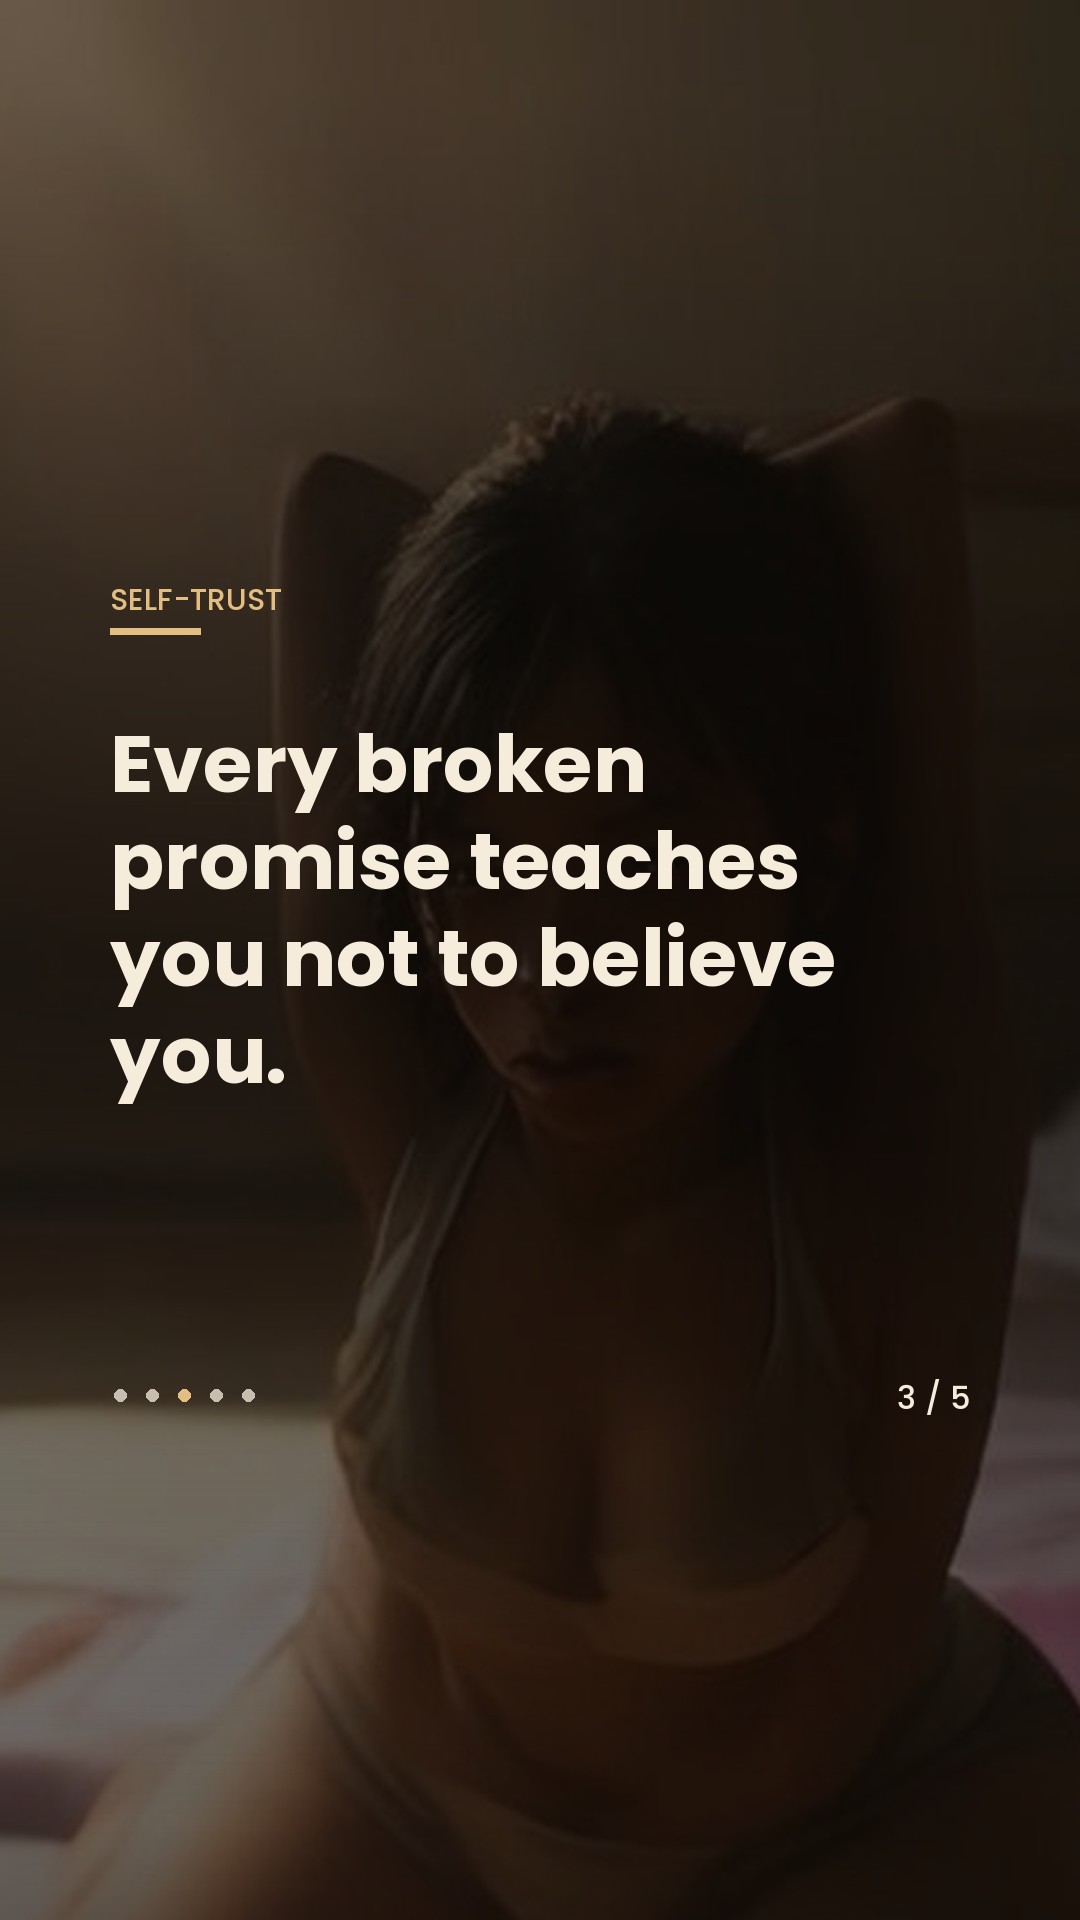 SELF-TRUST
Every broken
promise teaches
you not to believe
you.
3 / 5